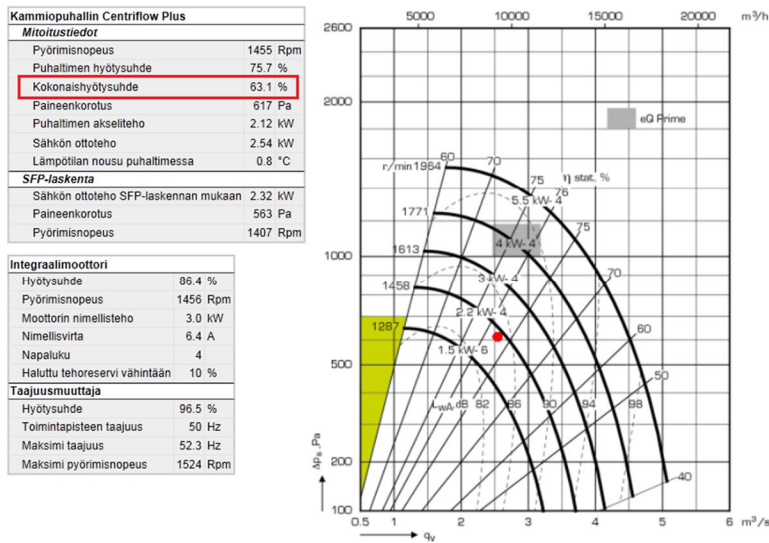 Kammiopuhallin Centriflow Plus
Mitoitustiedot
Pyörimisnopeus 1455 Rpm
Puhaltimen hyötysuhde 75.7 %
Kokonaishyötysuhde 63.1 %
Paineenkorotus 617 Pa
Puhaltimen akseliteho 2.12 kW
Sähkön ottoteho 2.54 kW
Lämpötilan nousu puhaltimessa 0.8 °C
SFP-laskenta
Sähkön ottoteho SFP-laskennan mukaan 2.32 kW
Paineenkorotus 563 Pa
Pyörimisnopeus 1407 Rpm
Integraalimoottori
Hyötysuhde 86.4 %
Pyörimisnopeus 1456 Rpm
Moottorin nimellisteho 3.0 kW
Nimellisvirta 6.4 A
Napaluku 4
Haluttu tehoreservi vähintään 10 %
Taajuusmuuttaja
Hyötysuhde 96.5 %
Toimintapisteen taajuus 50 Hz
Maksimi taajuus 52.3 Hz
Maksimi pyörimisnopeus 1524 Rpm
5000 10000 15000 20000 m³/h
2600
2000
eQ Prime
r/min 1964 60 70 75 η stat. %
76
5.5 kW- 4
1771 75
1000 4 kW- 4
1613 70
3 kW- 4
1458
2.2 kW- 4
1287 60
500 1.5 kW- 6
50
LwA dB 82 86 90 94 98
200
40
100
Δps ,Pa
0.5 1 2 3 4 5 6 m³/s
qv